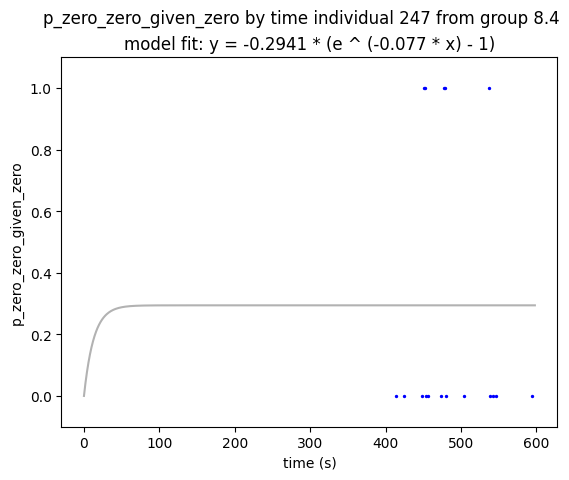 p_zero_zero_given_zero by time individual 247 from group 8.4
model fit: y = -0.2941 * (e ^ (-0.077 * x) - 1)
1.0
0.8
0.6
0.4
0.2
0.0
p_zero_zero_given_zero
0 100 200 300 400 500 600
time (s)